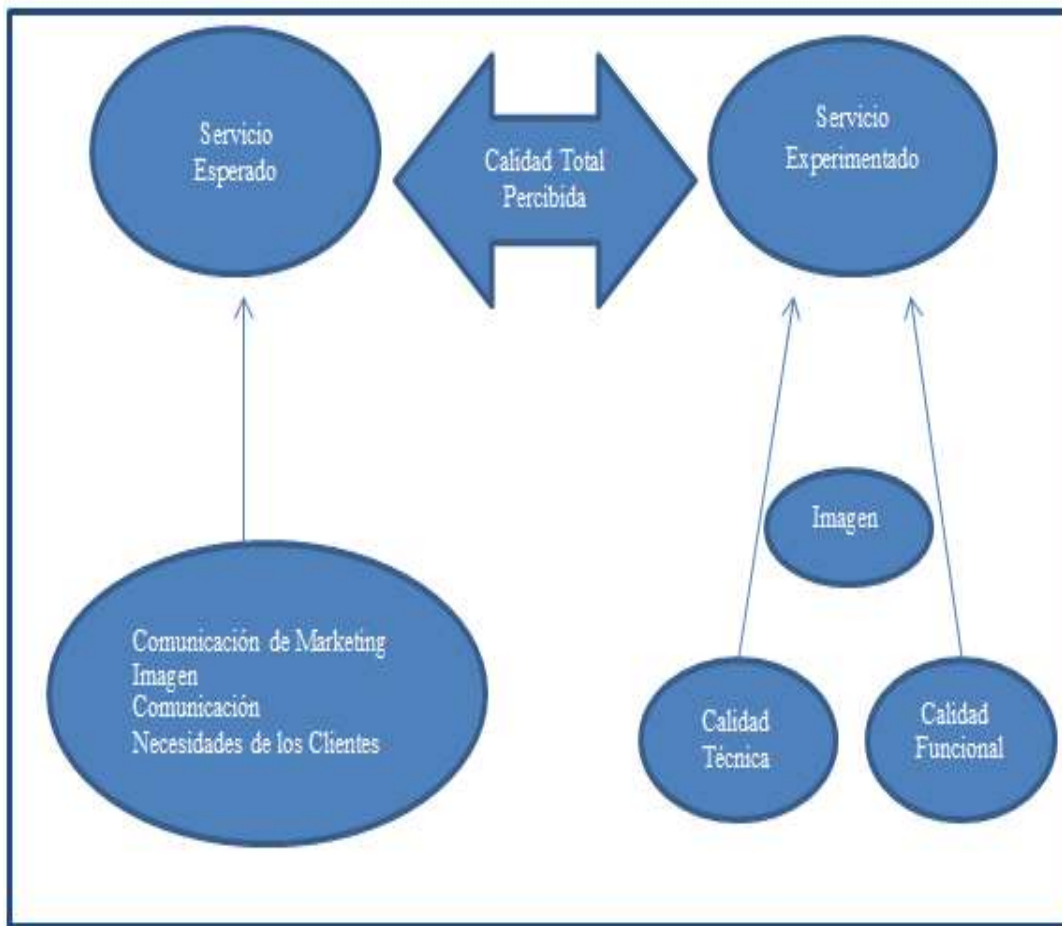 Servicio
Esperado
Calidad Total
Percibida
Servicio
Experimentado
Imagen
Comunicación de Marketing
Imagen
Comunicación
Necesidades de los Clientes
Calidad
Técnica
Calidad
Funcional